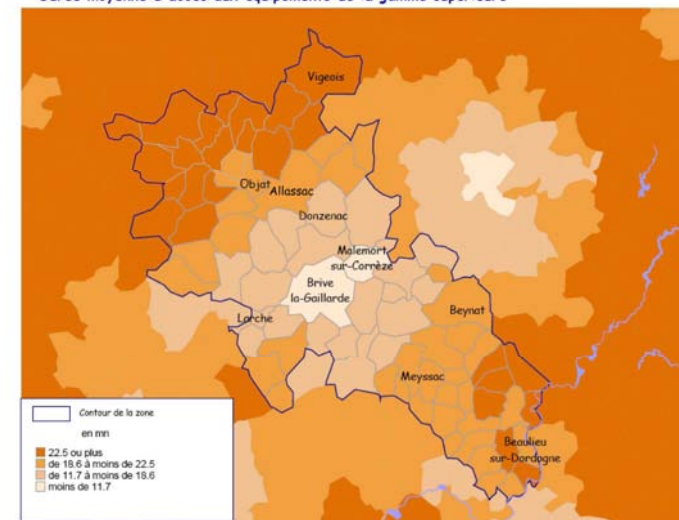 Vigeois
Objat
Allassac
Donzenac
Malemort
sur-Corrèze
Brive
la-Gaillarde
Larche
Beynat
Meyssac
Beaulieu
sur-Dordogne
Contour de la zone
en mn
22.5 ou plus
de 18.6 à moins de 22.5
de 11.7 à moins de 18.6
moins de 11.7